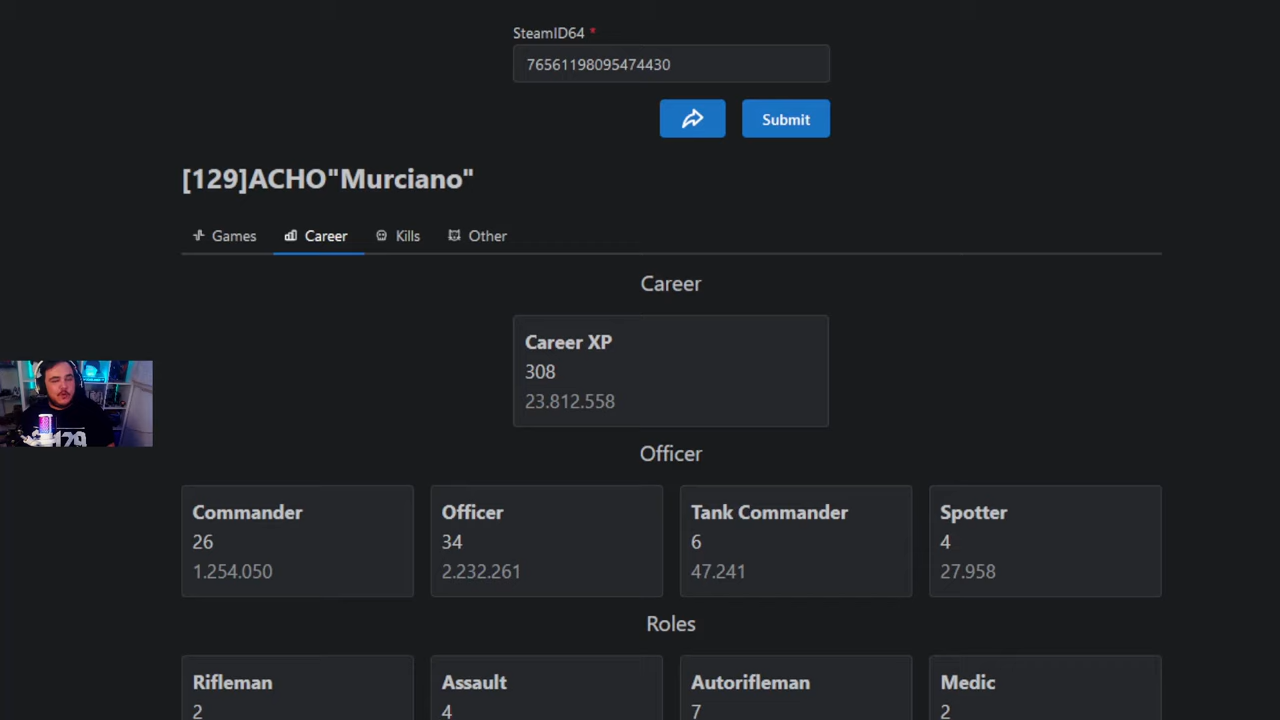 SteamID64 *
76561198095474430
Submit
[129]ACHO"Murciano"
Games Career Kills Other
Career
Career XP
308
23.812.558
Officer
Commander Officer Tank Commander Spotter
26 34 6 4
1.254.050 2.232.261 47.241 27.958
Roles
Rifleman Assault Autorifleman Medic
2 4 7 2
129